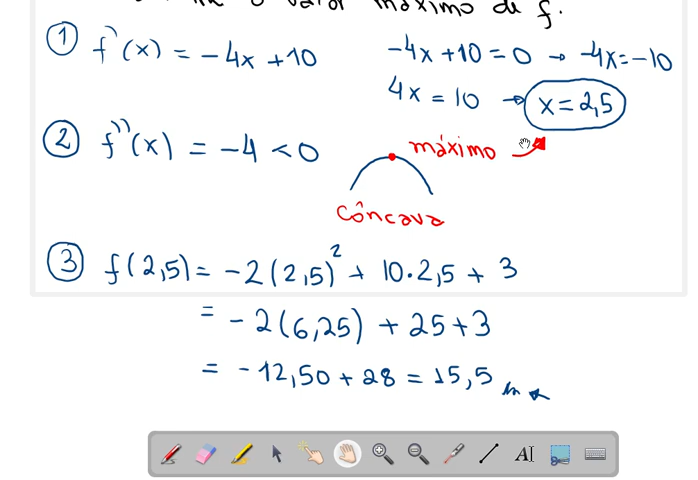 o valor máximo de f.
① f'(x) = -4x + 10
-4x + 10 = 0 → -4x = -10
4x = 10 → x = 2,5
② f''(x) = -4 < 0
máximo
côncava
③ f(2,5) = -2(2,5)² + 10·2,5 + 3
= -2(6,25) + 25 + 3
= -12,50 + 28 = 15,5
AI